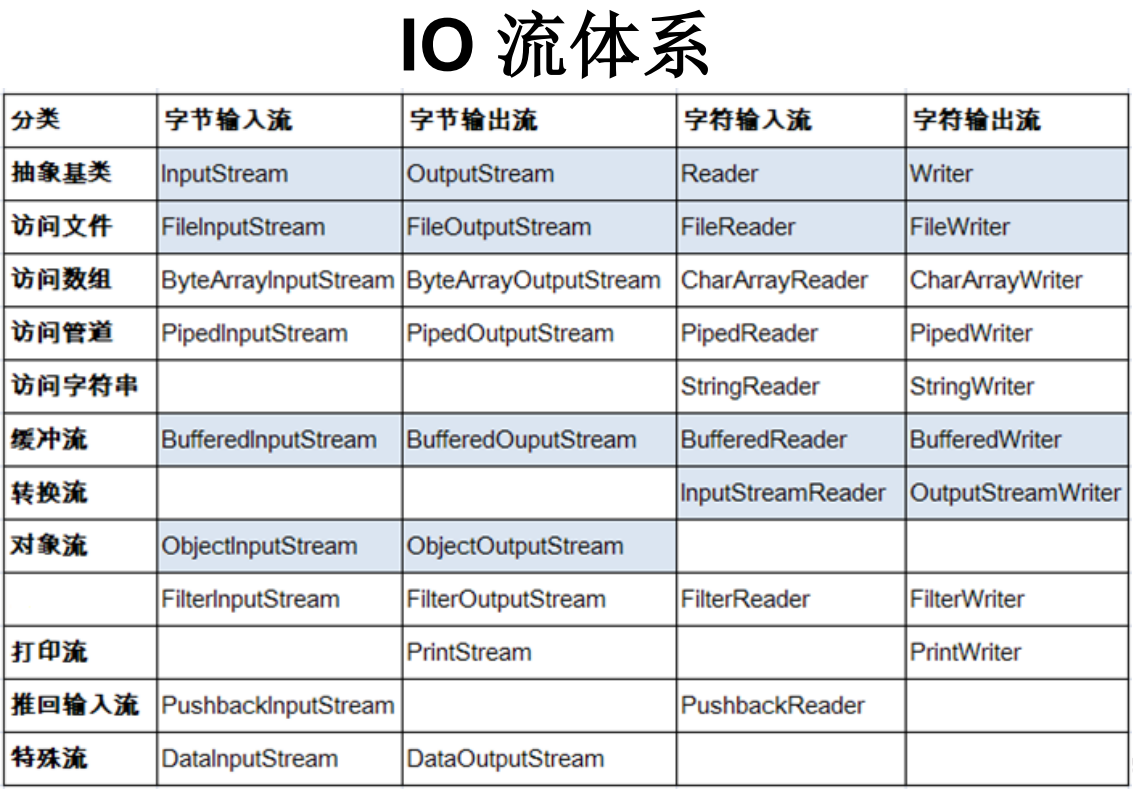 IO 流体系
分类 字节输入流 字节输出流 字符输入流 字符输出流
抽象基类 InputStream OutputStream Reader Writer
访问文件 FileInputStream FileOutputStream FileReader FileWriter
访问数组 ByteArrayInputStream ByteArrayOutputStream CharArrayReader CharArrayWriter
访问管道 PipedInputStream PipedOutputStream PipedReader PipedWriter
访问字符串 StringReader StringWriter
缓冲流 BufferedInputStream BufferedOuputStream BufferedReader BufferedWriter
转换流 InputStreamReader OutputStreamWriter
对象流 ObjectInputStream ObjectOutputStream
FilterInputStream FilterOutputStream FilterReader FilterWriter
打印流 PrintStream PrintWriter
推回输入流 PushbackInputStream PushbackReader
特殊流 DataInputStream DataOutputStream